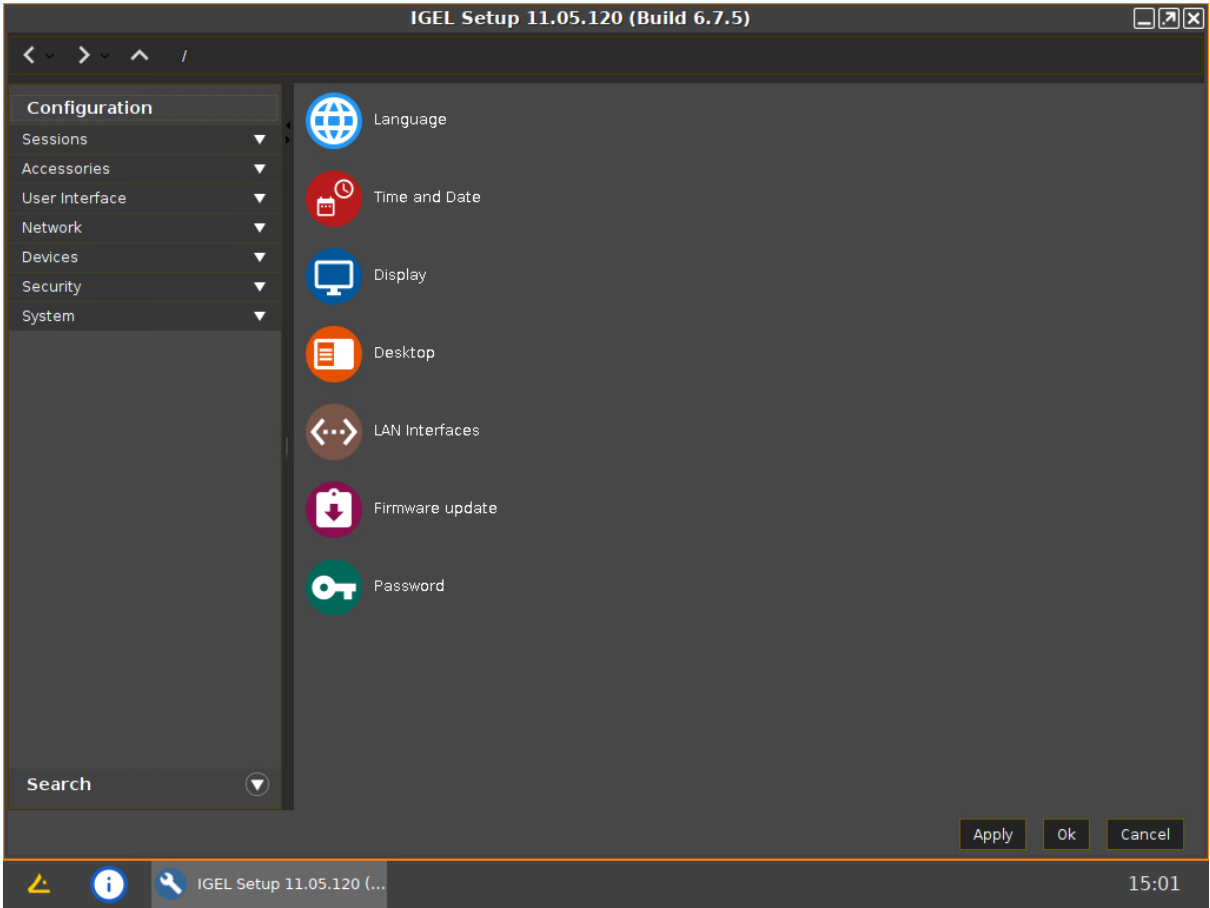 IGEL Setup 11.05.120 (Build 6.7.5)
/
Configuration
Sessions
Accessories
User Interface
Network
Devices
Security
System
Search
Language
Time and Date
Display
Desktop
LAN Interfaces
Firmware update
Password
Apply Ok Cancel
IGEL Setup 11.05.120 (... 15:01